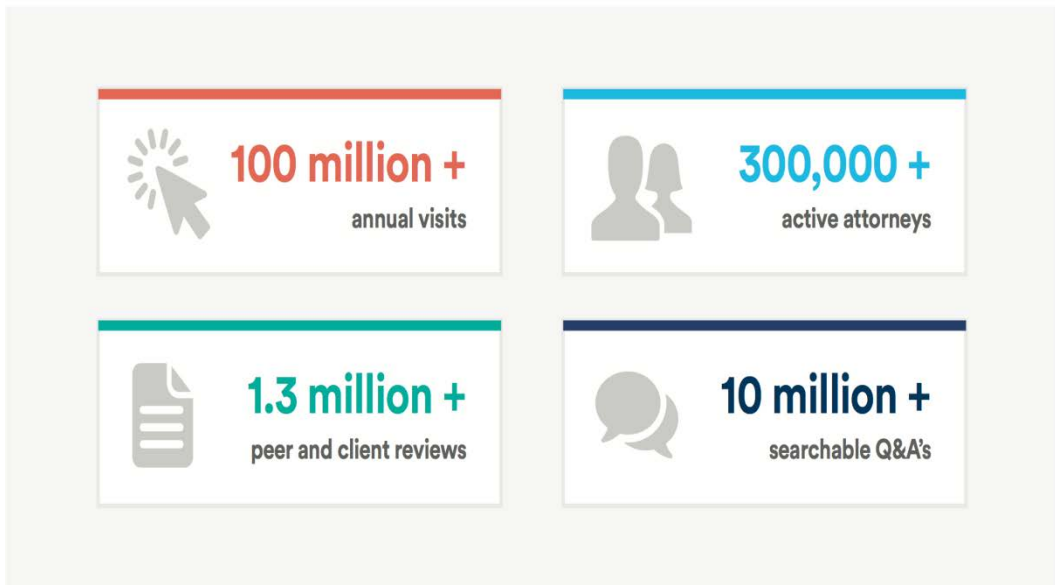 100 million +
annual visits
300,000 +
active attorneys
1.3 million +
peer and client reviews
10 million +
searchable Q&A's